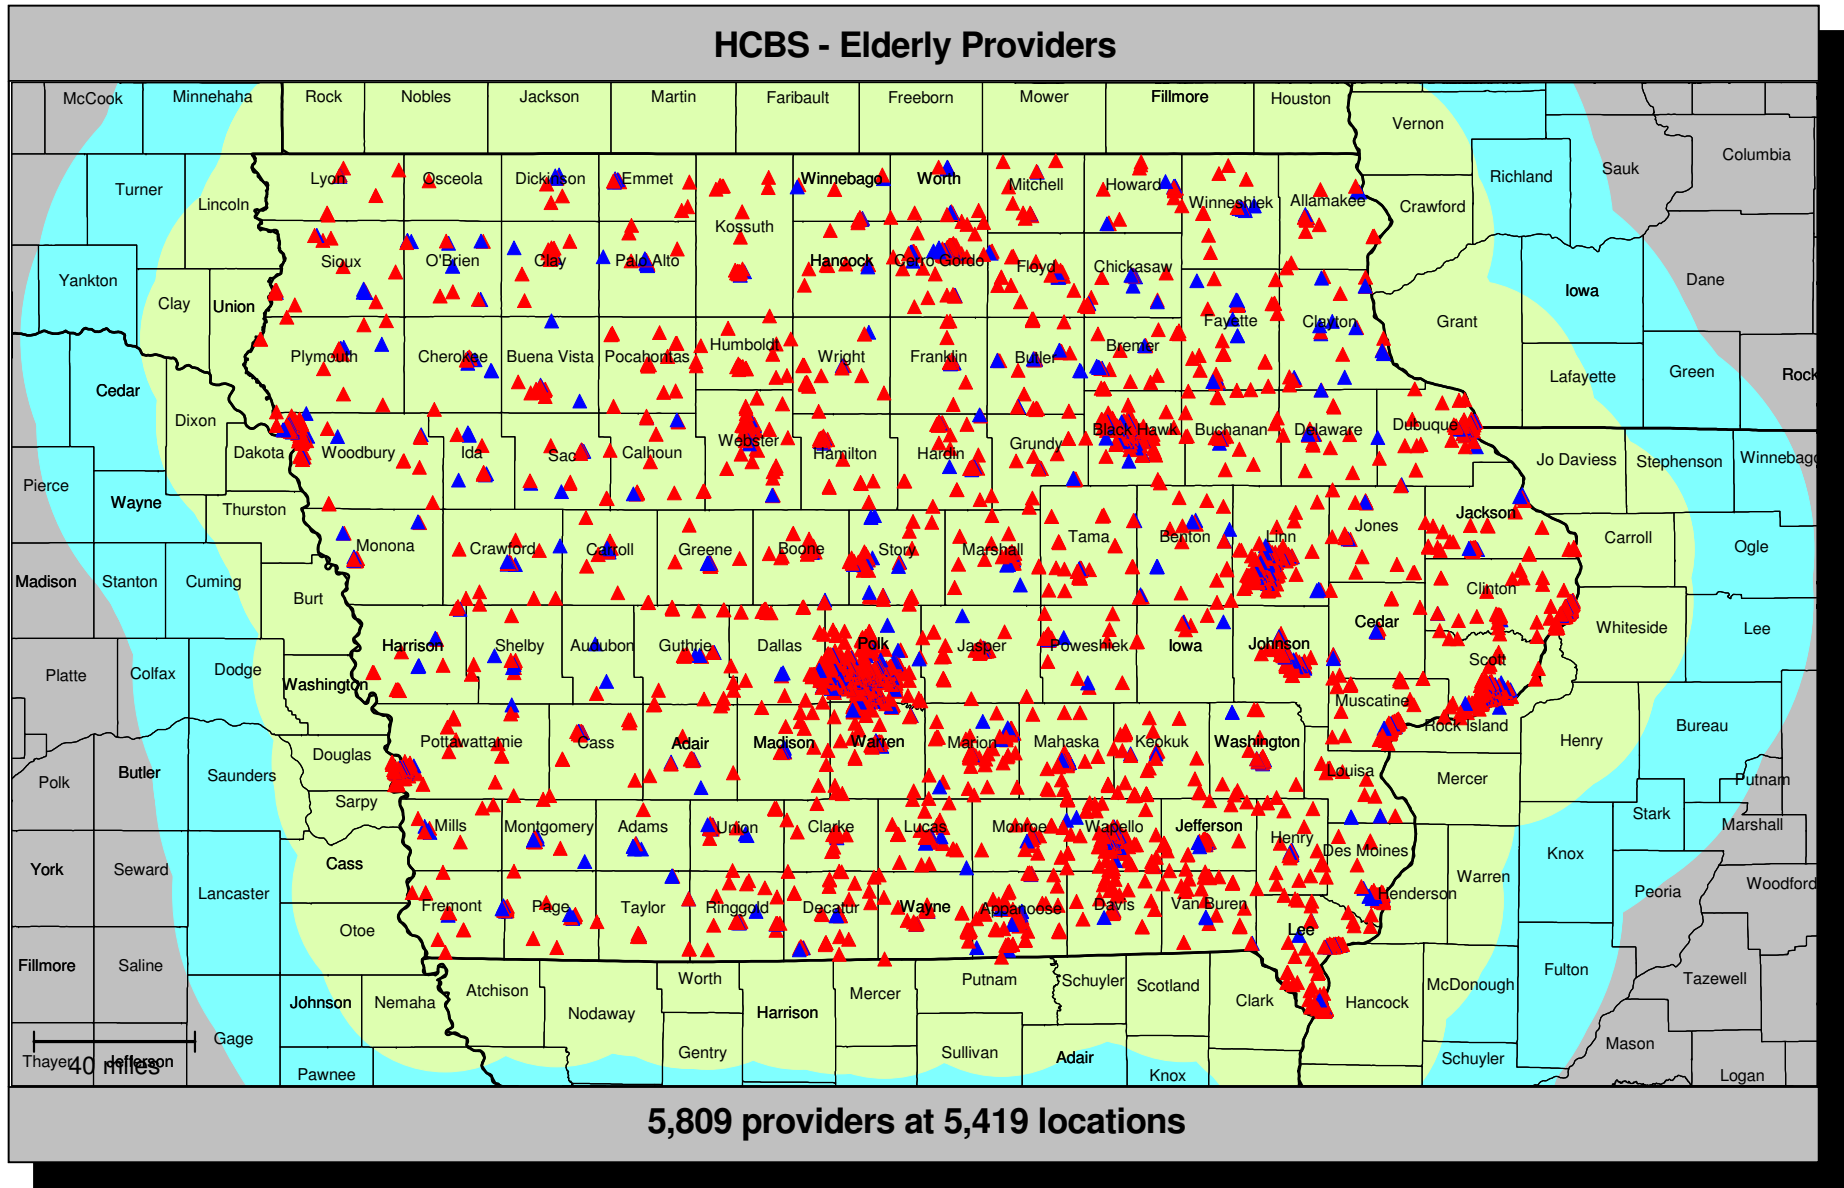 HCBS - Elderly Providers
McCook Minnehaha Rock Nobles Jackson Martin Faribault Freeborn Mower Fillmore Houston
Vernon
Columbia
Sauk
Richland
Turner Lyon Osceola Dickinson Emmet Winnebago Worth Mitchell Howard
Lincoln Winneshiek Allamakee Crawford
Kossuth
Yankton Sioux O'Brien Clay Palo Alto Hancock Cerro Gordo Floyd Chickasaw Dane
Iowa
Clay Union
Fayette Clayton Grant
Plymouth Cherokee Buena Vista Pocahontas Humboldt Wright Franklin Butler Bremer
Cedar Lafayette Green Rock
Dixon
Dakota Woodbury Ida Sac Calhoun Webster Hamilton Hardin Grundy Black Hawk Buchanan Delaware Dubuque
Jo Daviess Stephenson Winnebago
Pierce
Wayne
Thurston Jackson
Monona Crawford Carroll Greene Boone Story Marshall Tama Benton Linn Jones
Carroll Ogle
Madison Stanton Cuming
Burt Clinton
Harrison Shelby Audubon Guthrie Dallas Polk Jasper Poweshiek Iowa Johnson Cedar
Whiteside Lee
Scott
Platte Colfax Dodge
Washington
Muscatine
Rock Island
Henry Bureau
Pottawattamie Cass Adair Madison Warren Marion Mahaska Keokuk Washington
Douglas
Louisa
Polk Butler Saunders Mercer Putnam
Sarpy
Stark
Marshall
Mills Montgomery Adams Union Clarke Lucas Monroe Wapello Jefferson Henry Des Moines
Knox
York Seward Cass
Warren
Peoria Woodford
Lancaster
Henderson
Fremont Page Taylor Ringgold Decatur Wayne Appanoose Davis Van Buren
Otoe Lee
Fillmore Saline
Fulton
Worth Putnam Schuyler Scotland
McDonough
Tazewell
Johnson Nemaha Atchison Nodaway Harrison Mercer Clark Hancock
Gage
Mason
Gentry Sullivan Adair
Schuyler
Thayer Jefferson
40 miles
Pawnee Knox Logan
5,809 providers at 5,419 locations